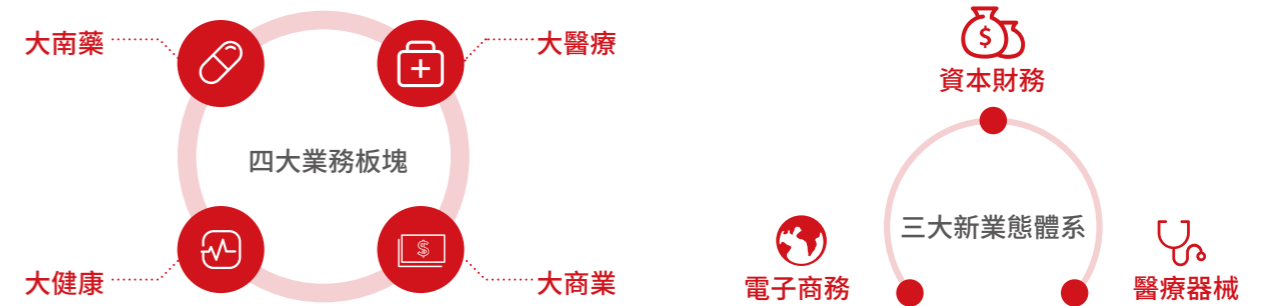 大南藥
大醫療
四大業務板塊
大健康
大商業
$
資本財務
三大新業態體系
電子商務
醫療器械
$